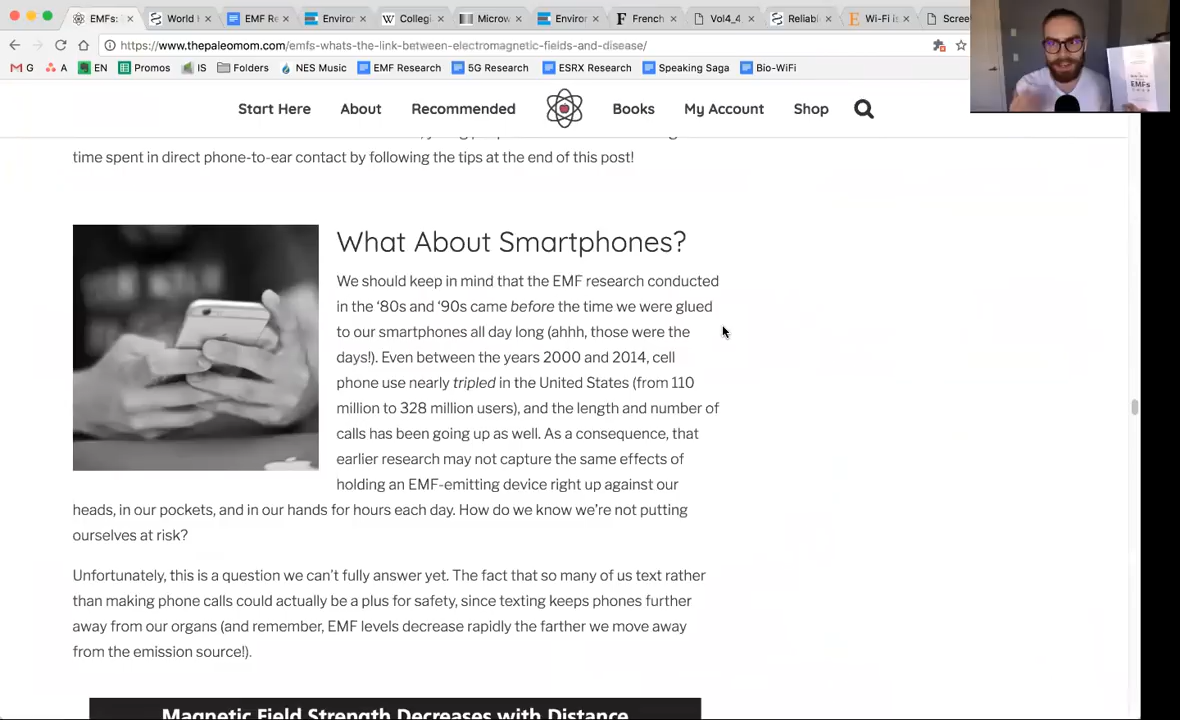 EMFs:
World
EMF Re
Environ
Collegi
Microw
Environ
French
Vol4_4
Reliab
Wi-Fi is
Scree
https://www.thepaleomom.com/emfs-whats-the-link-between-electromagnetic-fields-and-disease/
G
A
EN
Promos
IS
Folders
NES Music
EMF Research
5G Research
ESRX Research
Speaking Saga
Bio-WiFi
EMFs
Start Here
About
Recommended
Books
My Account
Shop
time spent in direct phone-to-ear contact by following the tips at the end of this post!
What About Smartphones?
We should keep in mind that the EMF research conducted
in the ‘80s and ‘90s came before the time we were glued
to our smartphones all day long (ahhh, those were the
days!). Even between the years 2000 and 2014, cell
phone use nearly tripled in the United States (from 110
million to 328 million users), and the length and number of
calls has been going up as well. As a consequence, that
earlier research may not capture the same effects of
holding an EMF-emitting device right up against our
heads, in our pockets, and in our hands for hours each day. How do we know we’re not putting
ourselves at risk?
Unfortunately, this is a question we can’t fully answer yet. The fact that so many of us text rather
than making phone calls could actually be a plus for safety, since texting keeps phones further
away from our organs (and remember, EMF levels decrease rapidly the farther we move away
from the emission source!).
Magnetic Field Strength Decreases with Distance